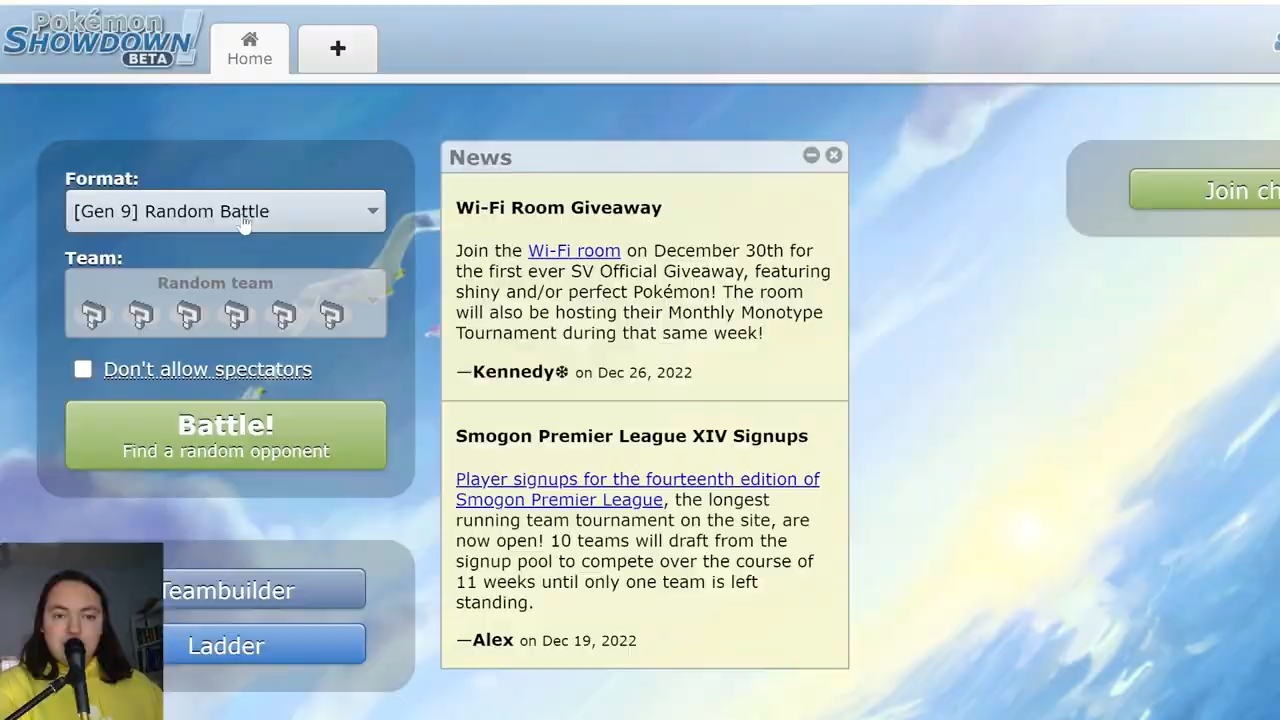 Pokémon
SHOWDOWN!
BETA
Home
+
Format:
[Gen 9] Random Battle
Team:
Random team
Don't allow spectators
Battle!
Find a random opponent
Teambuilder
Ladder
News
Wi-Fi Room Giveaway
Join the Wi-Fi room on December 30th for
the first ever SV Official Giveaway, featuring
shiny and/or perfect Pokémon! The room
will also be hosting their Monthly Monotype
Tournament during that same week!
—Kennedy❄ on Dec 26, 2022
Smogon Premier League XIV Signups
Player signups for the fourteenth edition of
Smogon Premier League, the longest
running team tournament on the site, are
now open! 10 teams will draft from the
signup pool to compete over the course of
11 weeks until only one team is left
standing.
—Alex on Dec 19, 2022
Join ch